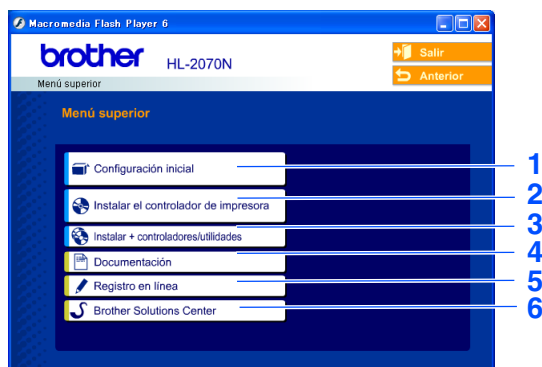 Macromedia Flash Player 6
brother HL-2070N
Salir
Anterior
Menú superior
Menú superior
Configuración inicial 1
Instalar el controlador de impresora 2
Instalar + controladores/utilidades 3
Documentación 4
Registro en línea 5
Brother Solutions Center 6